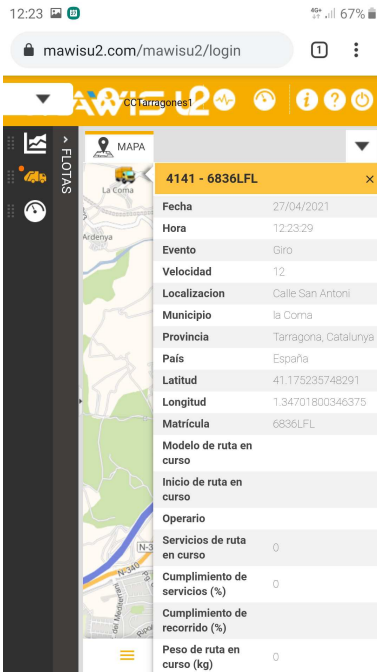 12:23
4G+
67%
mawisu2.com/mawisu2/login
1
MAWIS U2
CCTarragones1
i ?
FLOTAS
MAPA
La Coma
Ardenya
4141 - 6836LFL ×
Fecha 27/04/2021
Hora 12:23:29
Evento Giro
Velocidad 12
Localizacion Calle San Antoni
Municipio la Coma
Provincia Tarragona, Catalunya
País España
Latitud 41.175235748291
Longitud 1.34701800346375
Matrícula 6836LFL
Modelo de ruta en
curso
Inicio de ruta en
curso
Operario
Servicios de ruta
en curso 0
Cumplimiento de
servicios (%) 0
Cumplimiento de
recorrido (%)
Peso de ruta en
curso (kg) 0
N-340